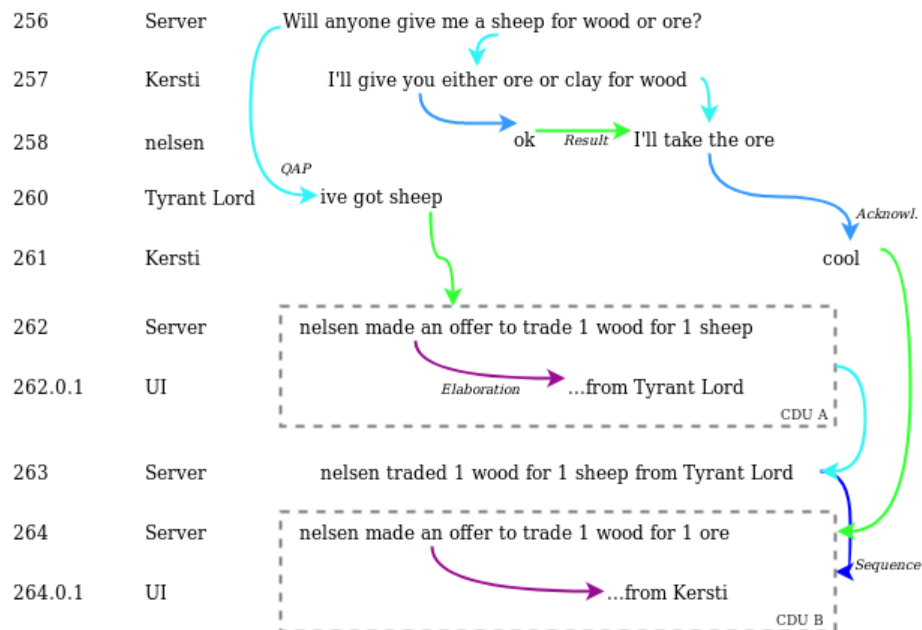 256 Server Will anyone give me a sheep for wood or ore?
257 Kersti I'll give you either ore or clay for wood
258 nelsen ok Result I'll take the ore
QAP
260 Tyrant Lord ive got sheep
Acknowl.
261 Kersti cool
262 Server nelsen made an offer to trade 1 wood for 1 sheep
262.0.1 UI Elaboration ...from Tyrant Lord
CDU A
263 Server nelsen traded 1 wood for 1 sheep from Tyrant Lord
264 Server nelsen made an offer to trade 1 wood for 1 ore
Sequence
264.0.1 UI ...from Kersti
CDU B